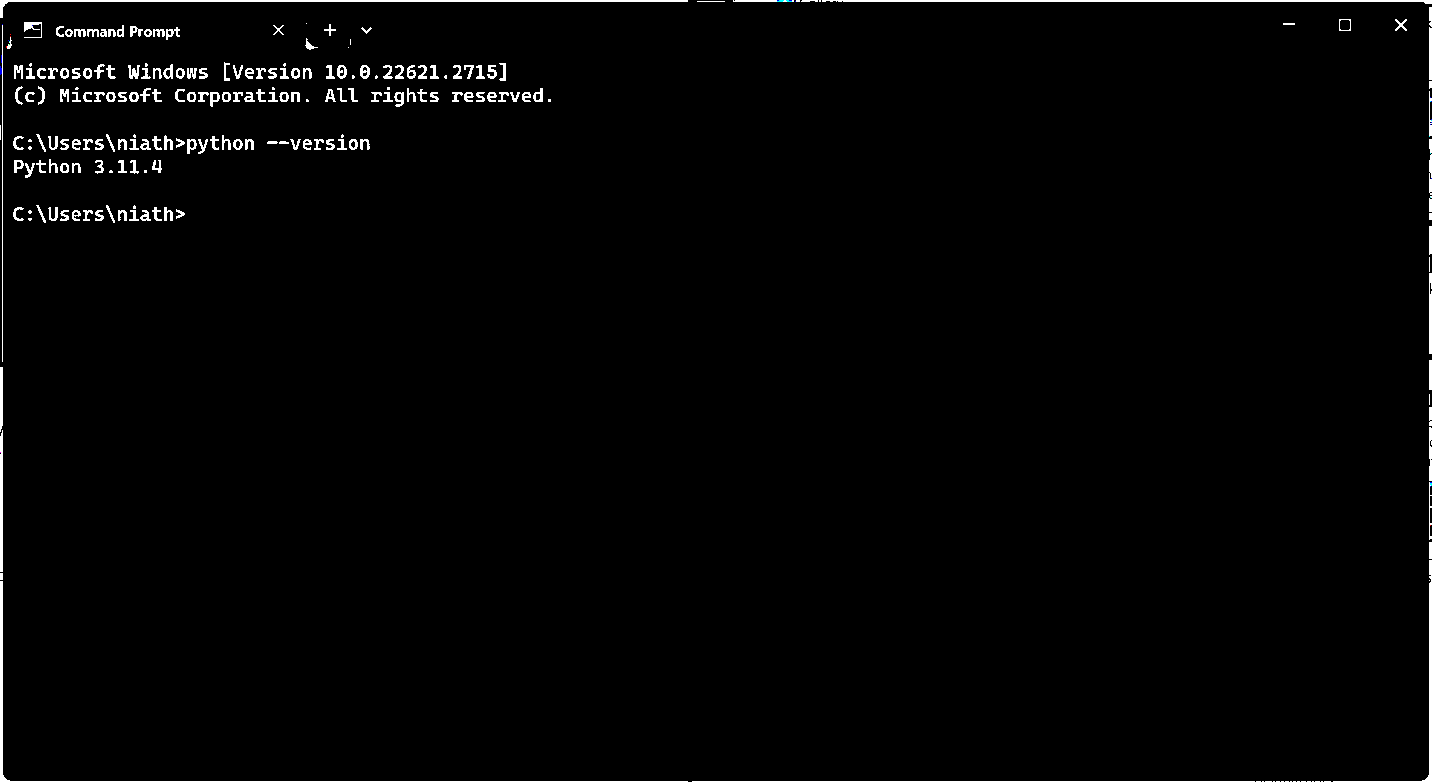 Command Prompt
Microsoft Windows [Version 10.0.22621.2715]
(c) Microsoft Corporation. All rights reserved.
C:\Users\niath>python --version
Python 3.11.4
C:\Users\niath>